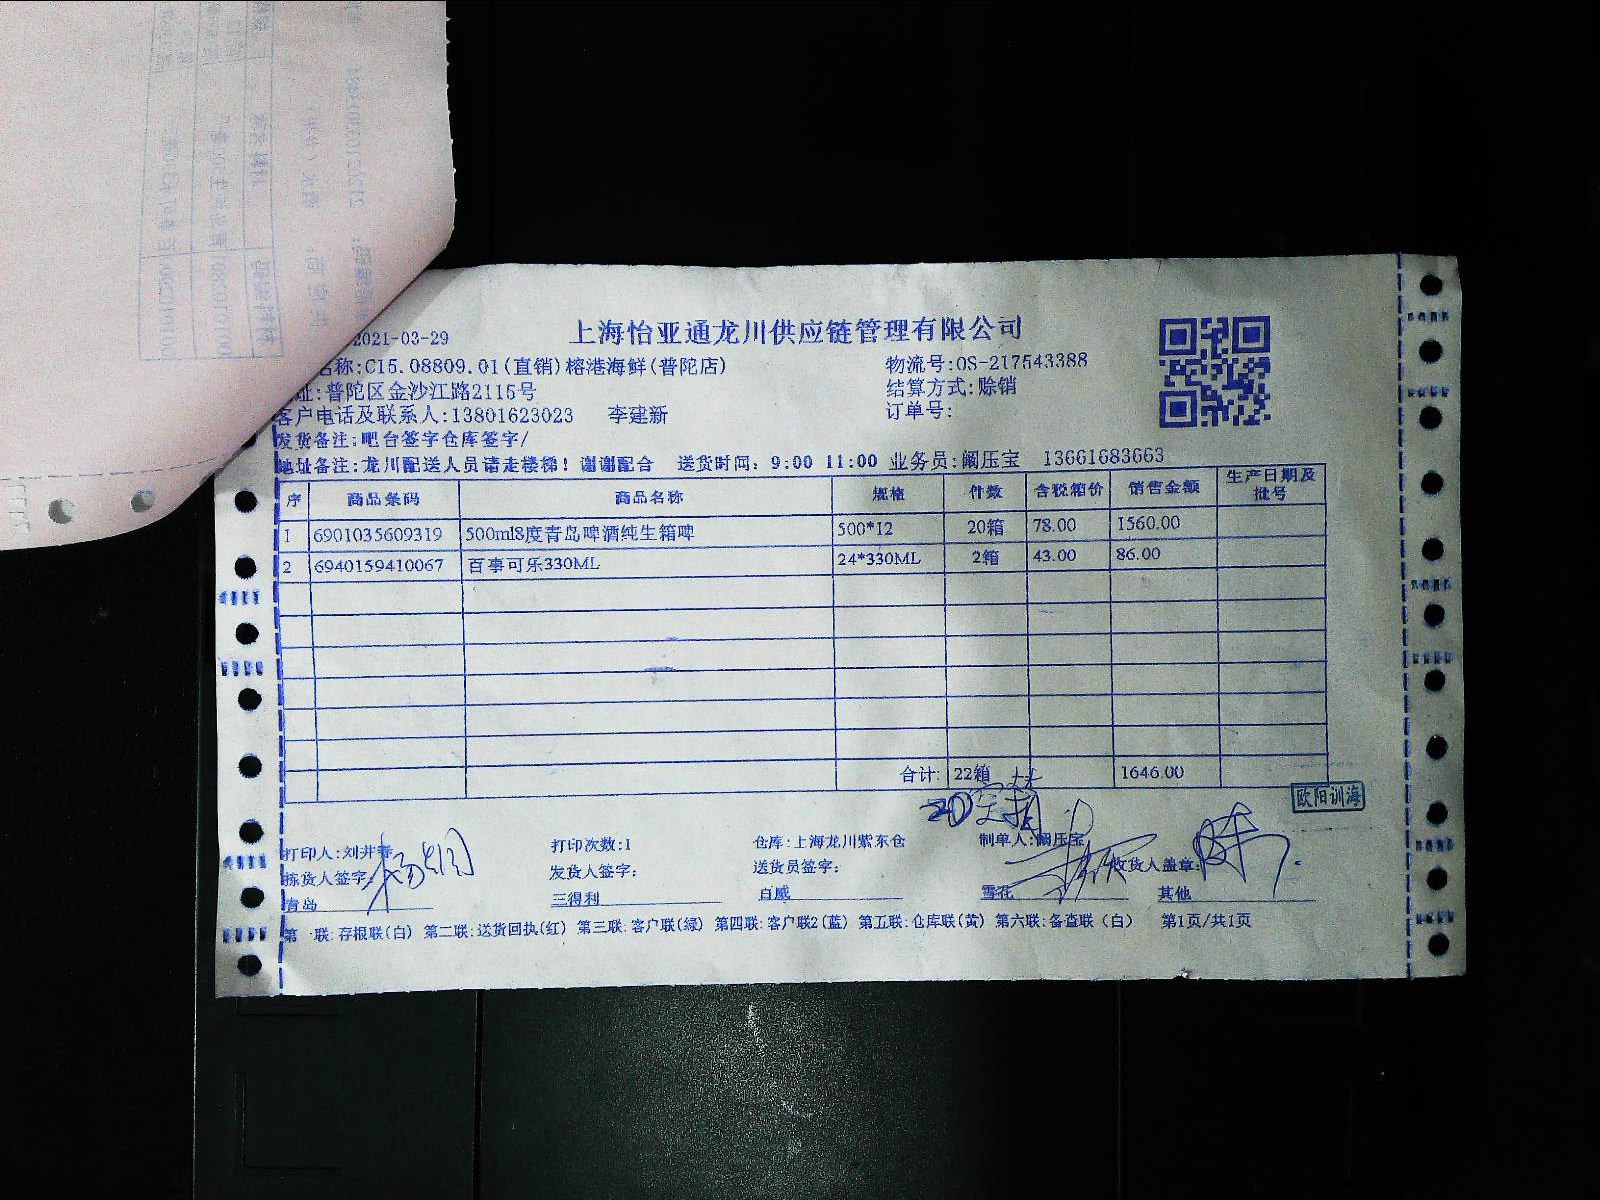 上海怡亚通龙川供应链管理有限公司
2021-03-29
名称:C15.08809.01(直销)榕港海鲜(普陀店) 物流号:OS-217543388
址:普陀区金沙江路2115号 结算方式:赊销
客户电话及联系人:13801623023 李建新 订单号:
发货备注:吧台签字仓库签字/
地址备注:龙川配送人员请走楼梯!谢谢配合 送货时间:9:00 11:00 业务员:阚压宝 13661683663
序 商品条码 商品名称 规格 件数 含税箱价 销售金额 生产日期及批号
1 6901035609319 500ml8度青岛啤酒纯生箱啤 500*12 20箱 78.00 1560.00
2 6940159410067 百事可乐330ML 24*330ML 2箱 43.00 86.00
合计: 22箱 1646.00
欧阳训海
20空箱
打印人:刘井春 打印次数:1 仓库:上海龙川紫东仓 制单人:阚压宝
拣货人签字 发货人签字: 送货员签字: 收货人盖章:
青岛 三得利 百威 雪花 其他
第一联:存根联(白) 第二联:送货回执(红) 第三联:客户联(绿) 第四联:客户联2(蓝) 第五联:仓库联(黄) 第六联:备查联(白) 第1页/共1页